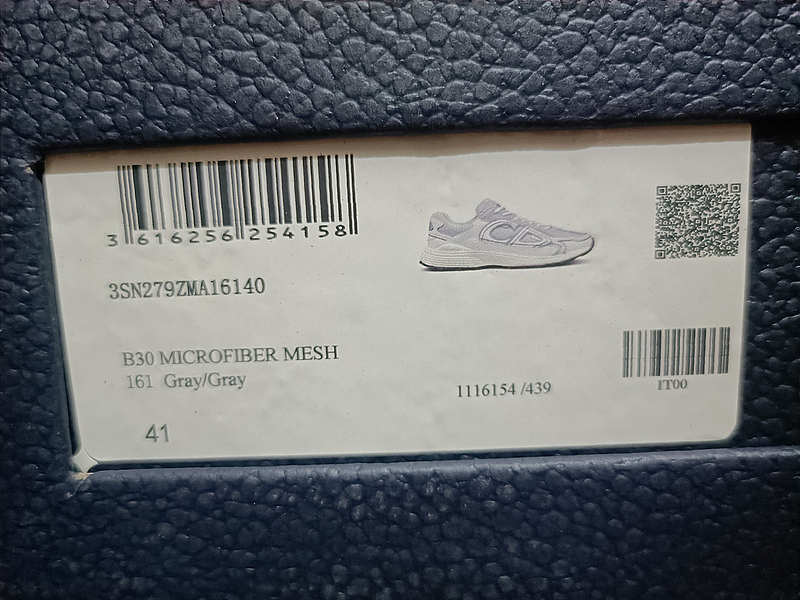 3 616256 254158
3SN279ZMA16140
B30 MICROFIBER MESH
161 Gray/Gray
1116154 /439
IT00
41